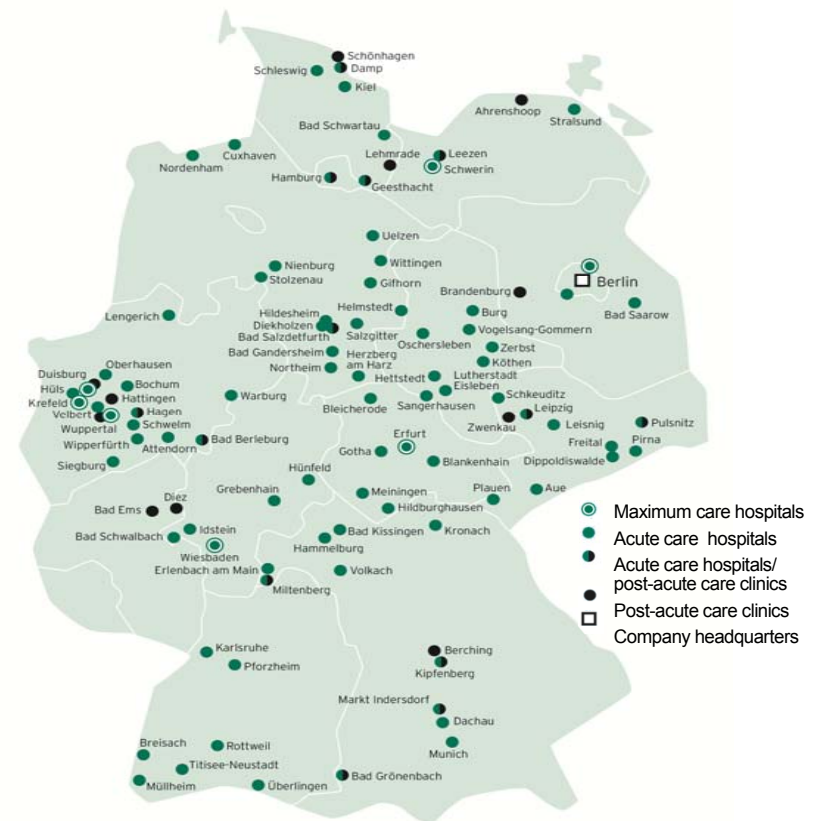 Schönhagen
Schleswig
Damp
Kiel
Ahrenshoop
Stralsund
Bad Schwartau
Cuxhaven
Nordenham
Lehmrade
Leezen
Schwerin
Hamburg
Geesthacht
Uelzen
Wittingen
Nienburg
Stolzenau
Gifhorn
Berlin
Brandenburg
Bad Saarow
Lengerich
Hildesheim
Diekholzen
Bad Salzdetfurth
Helmstedt
Salzgitter
Burg
Vogelsang-Gommern
Oschersleben
Zerbst
Köthen
Bad Gandersheim
Northeim
Herzberg
am Harz
Hettstedt
Lutherstadt
Eisleben
Sangerhausen
Bleicherode
Schkeuditz
Leipzig
Zwenkau
Leisnig
Pulsnitz
Freital
Pirna
Dippoldiswalde
Oberhausen
Duisburg
Bochum
Hüls
Hattingen
Krefeld
Velbert
Hagen
Wuppertal
Schwelm
Wipperfürth
Attendorn
Siegburg
Warburg
Bad Berleburg
Erfurt
Gotha
Blankenhain
Hünfeld
Grebenhain
Meiningen
Hildburghausen
Plauen
Aue
Diez
Bad Ems
Idstein
Bad Schwalbach
Wiesbaden
Bad Kissingen
Hammelburg
Kronach
Erlenbach am Main
Miltenberg
Volkach
Maximum care hospitals
Acute care hospitals
Acute care hospitals/
post-acute care clinics
Post-acute care clinics
Company headquarters
Karlsruhe
Pforzheim
Berching
Kipfenberg
Markt Indersdorf
Dachau
Munich
Breisach
Rottweil
Titisee-Neustadt
Müllheim
Überlingen
Bad Grönenbach